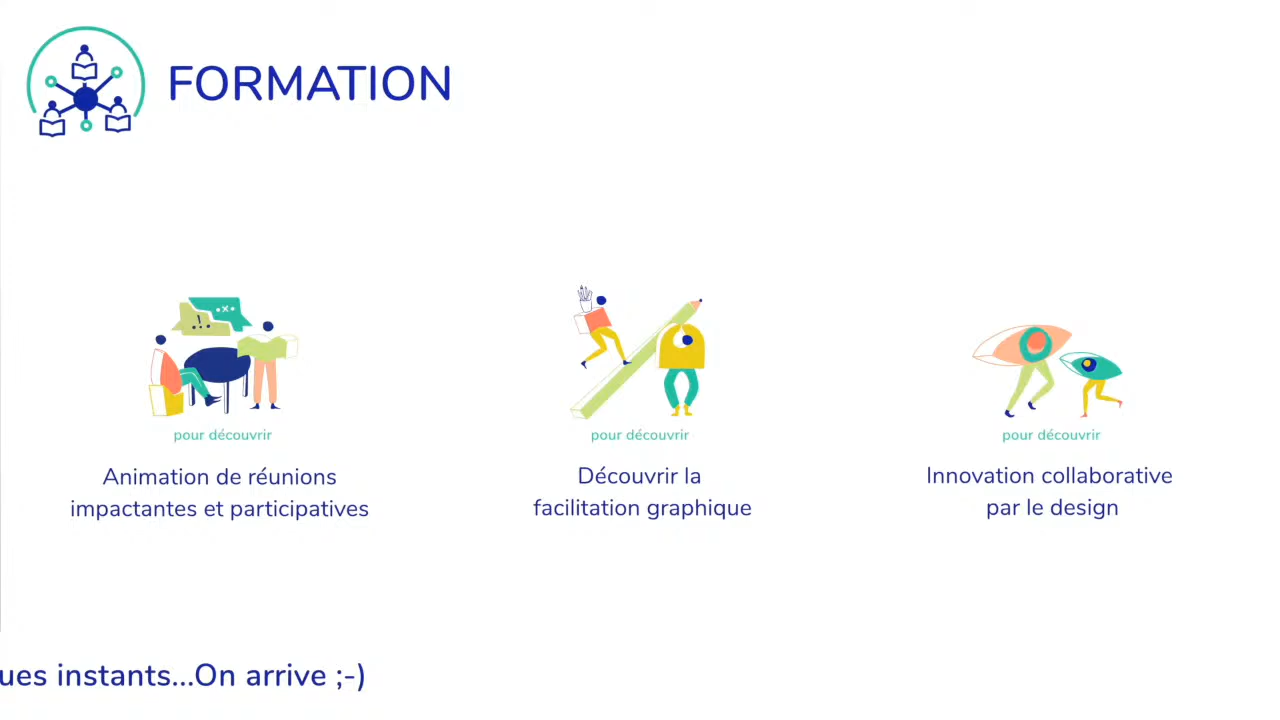 FORMATION
pour découvrir
Animation de réunions
impactantes et participatives
pour découvrir
Découvrir la
facilitation graphique
pour découvrir
Innovation collaborative
par le design
ues instants...On arrive ;-)